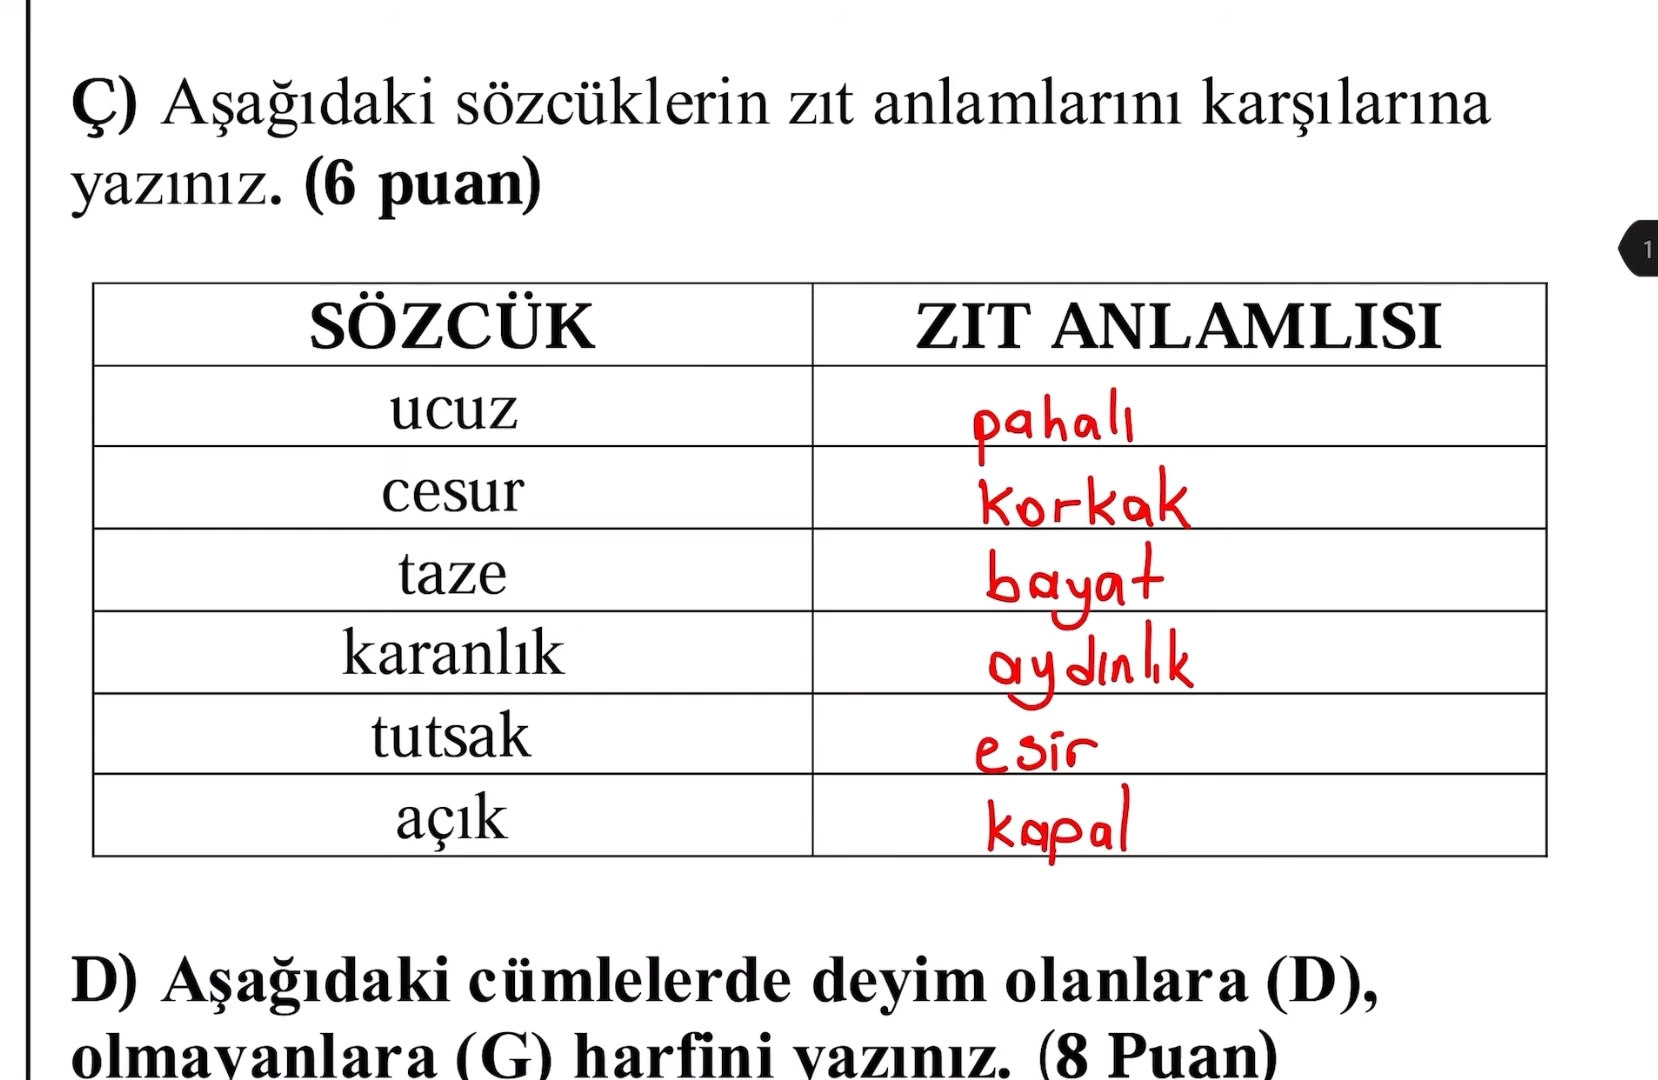 Ç) Aşağıdaki sözcüklerin zıt anlamlarını karşılarına
yazınız. (6 puan)
1
SÖZCÜK ZIT ANLAMLISI
ucuz pahalı
cesur korkak
taze bayat
karanlık aydınlık
tutsak esir
açık kapal
D) Aşağıdaki cümlelerde deyim olanlara (D),
olmayanlara (G) harfini yazınız. (8 Puan)